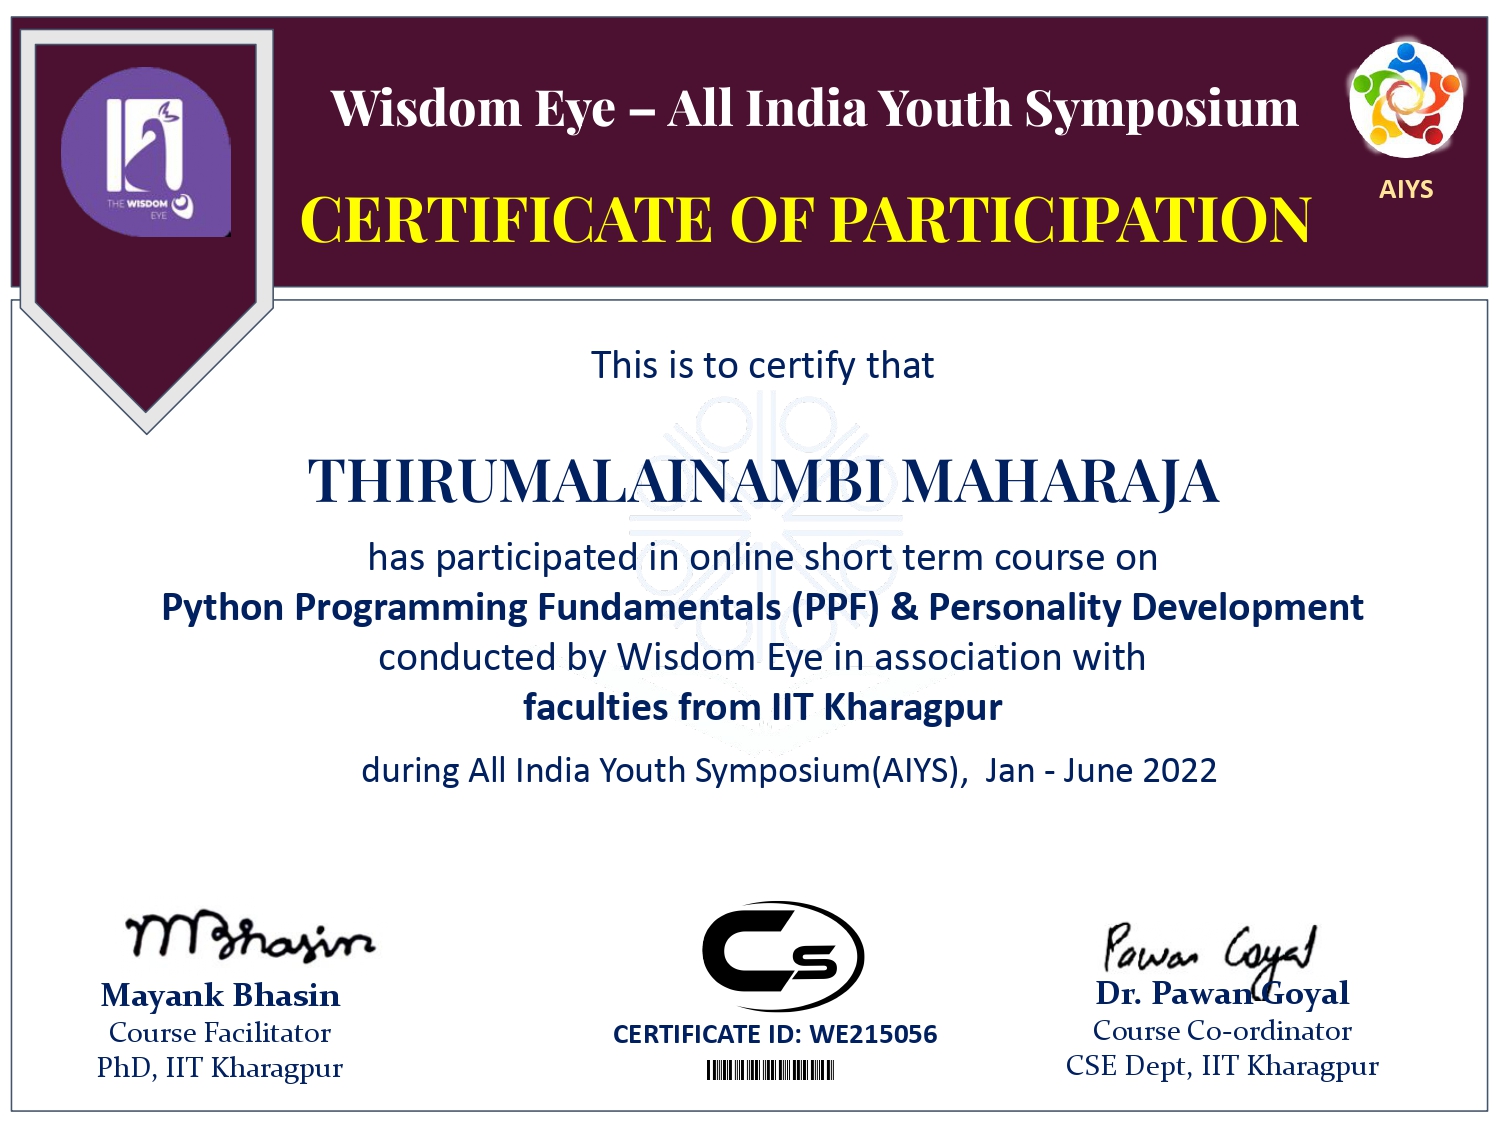 THE WISDOM
EYE
Wisdom Eye – All India Youth Symposium
CERTIFICATE OF PARTICIPATION
AIYS
This is to certify that
THIRUMALAINAMBI MAHARAJA
has participated in online short term course on
Python Programming Fundamentals (PPF) & Personality Development
conducted by Wisdom Eye in association with
faculties from IIT Kharagpur
during All India Youth Symposium(AIYS), Jan - June 2022
MBhasin
Mayank Bhasin
Course Facilitator
PhD, IIT Kharagpur
Cs
CERTIFICATE ID: WE215056
Pawan Goyal
Dr. Pawan Goyal
Course Co-ordinator
CSE Dept, IIT Kharagpur